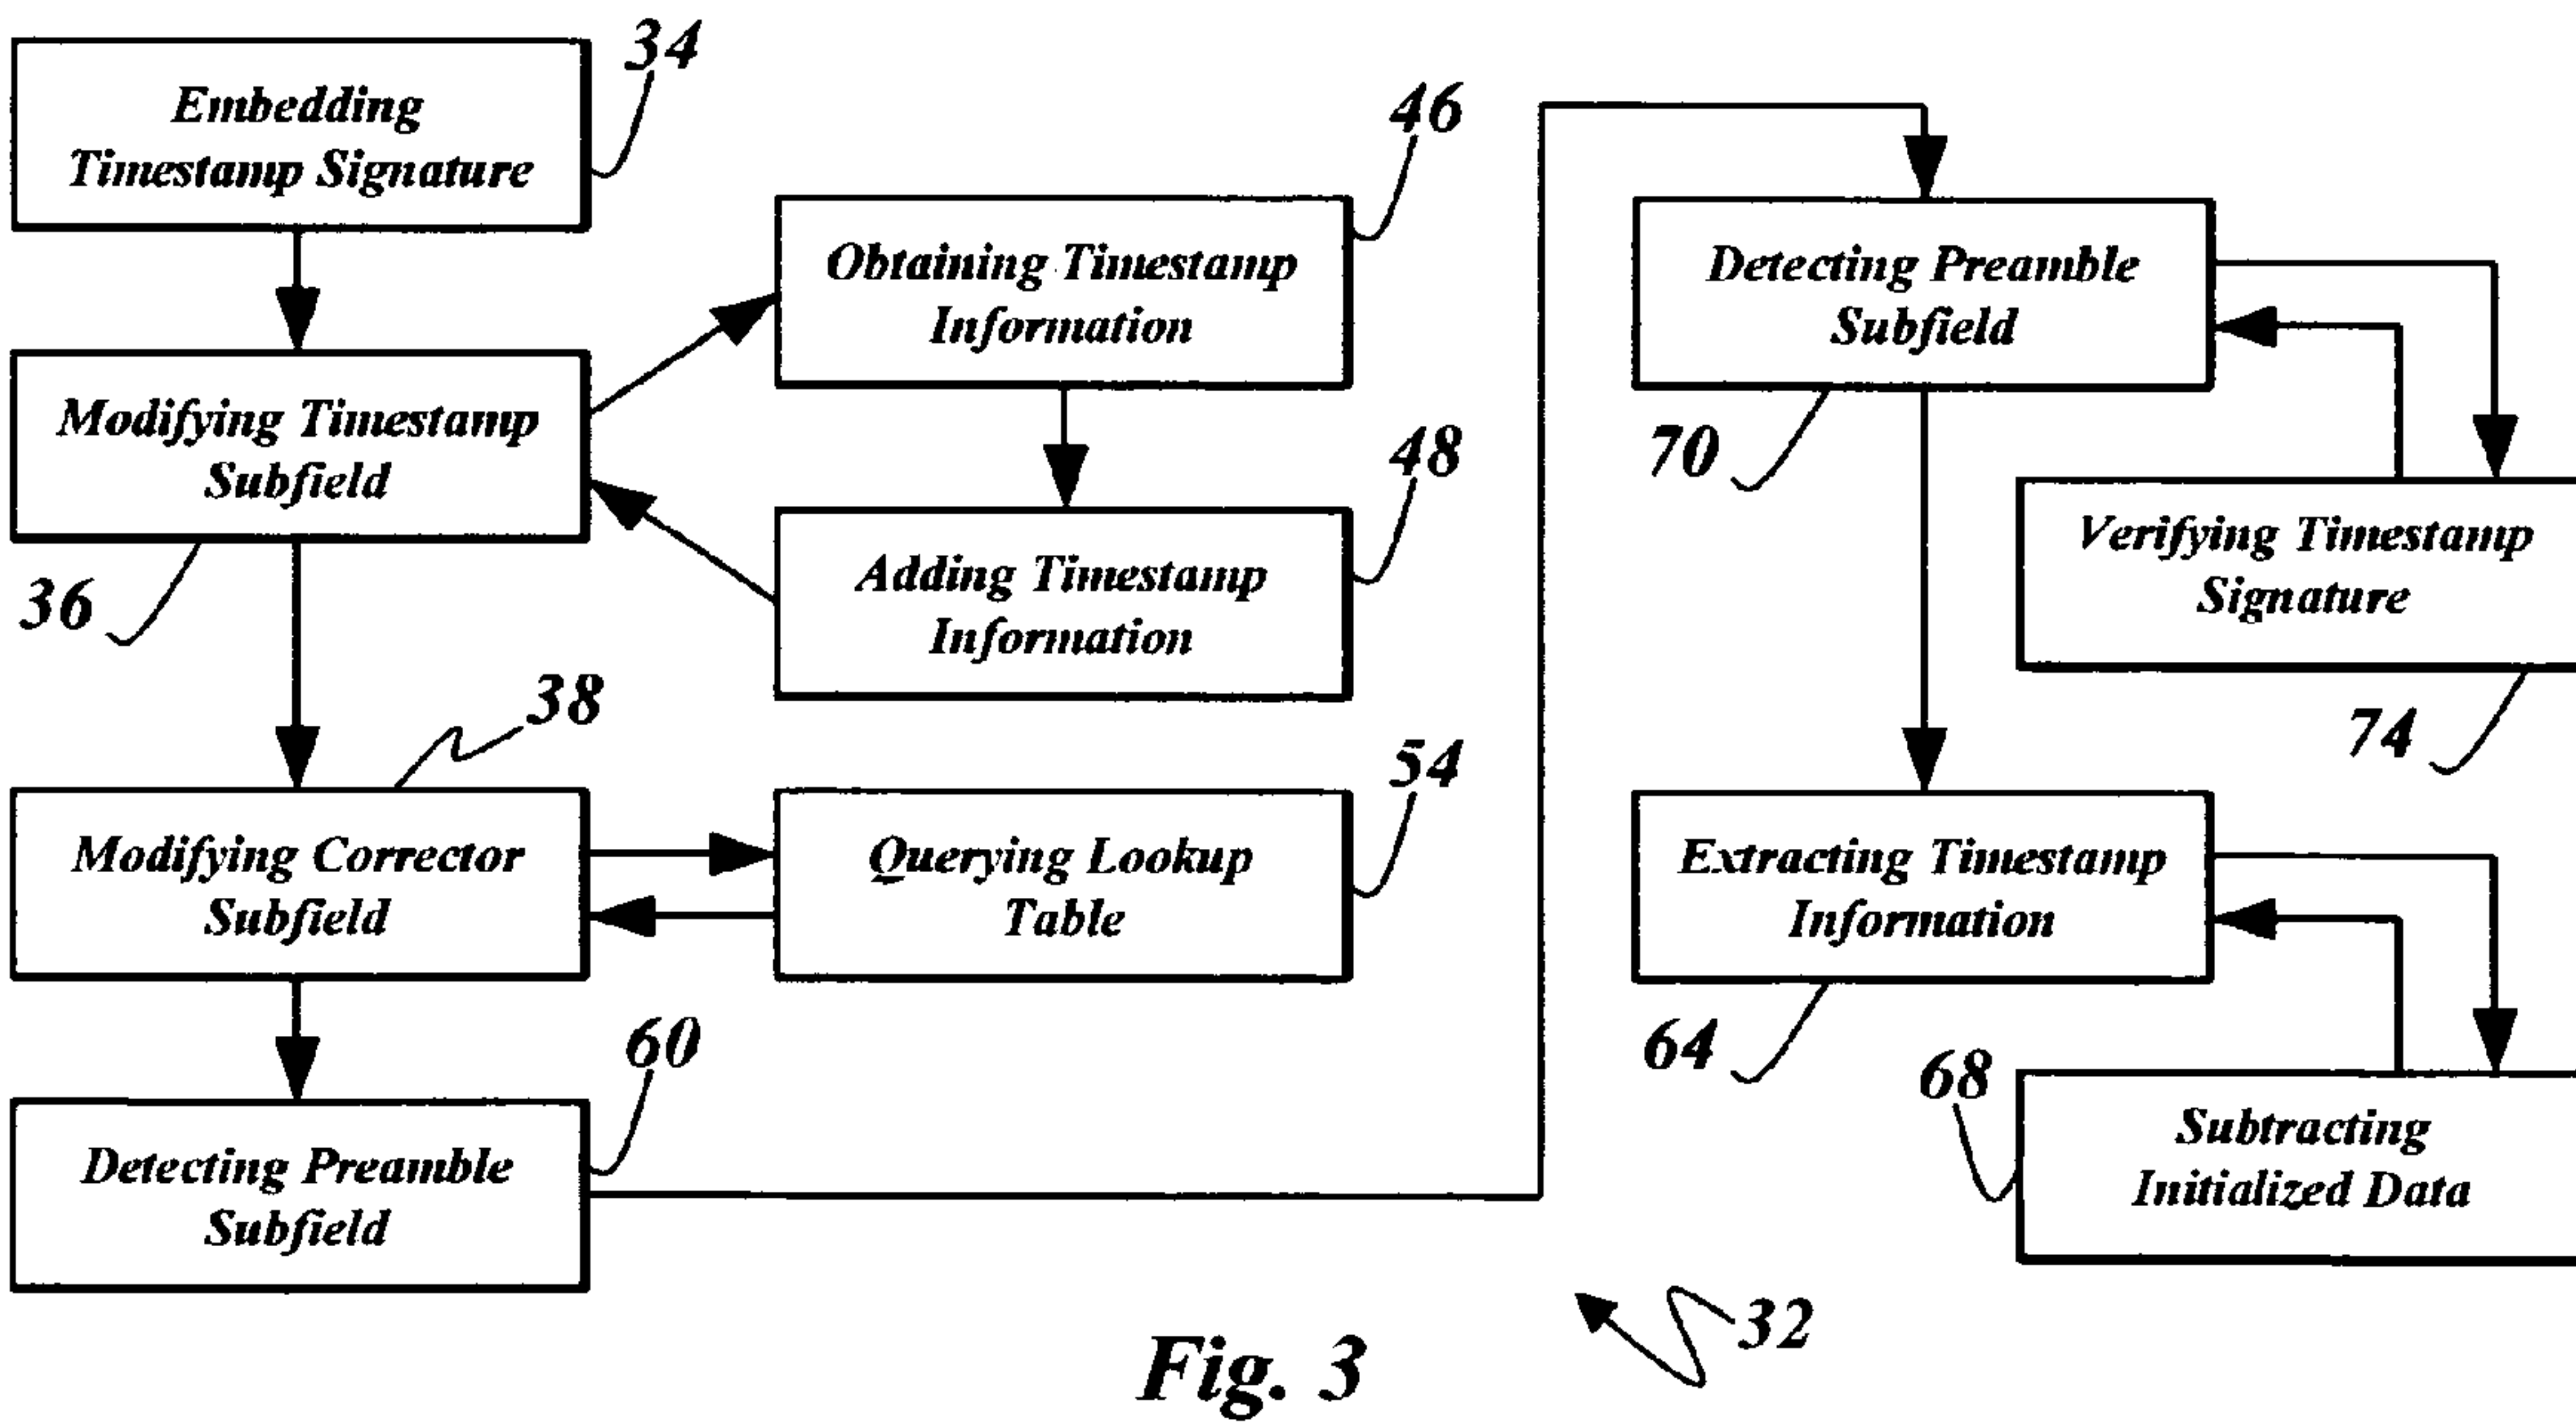 Embedding
Timestamp Signature
34
Modifying Timestamp
Subfield
36
Obtaining Timestamp
Information
46
Adding Timestamp
Information
48
Modifying Corrector
Subfield
38
Querying Lookup
Table
54
Detecting Preamble
Subfield
60
Detecting Preamble
Subfield
70
Verifying Timestamp
Signature
74
Extracting Timestamp
Information
64
Subtracting
Initialized Data
68
32
Fig. 3